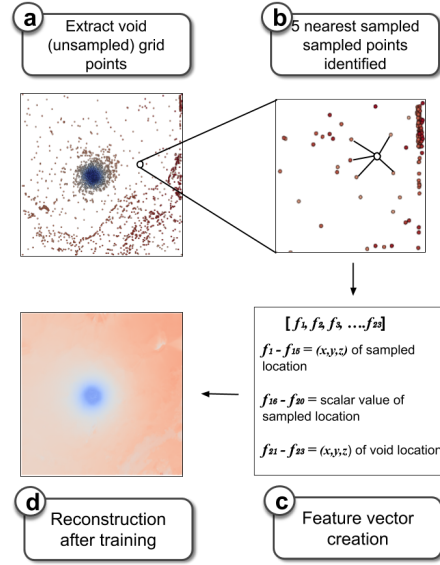 a
Extract void
(unsampled) grid
points
b
5 nearest sampled
sampled points
identified
[ f1, f2, f3, ....f23]
f1 - f15 = (x,y,z) of sampled
location
f16 - f20 = scalar value of
sampled location
f21 - f23 = (x,y,z) of void location
d
Reconstruction
after training
c
Feature vector
creation